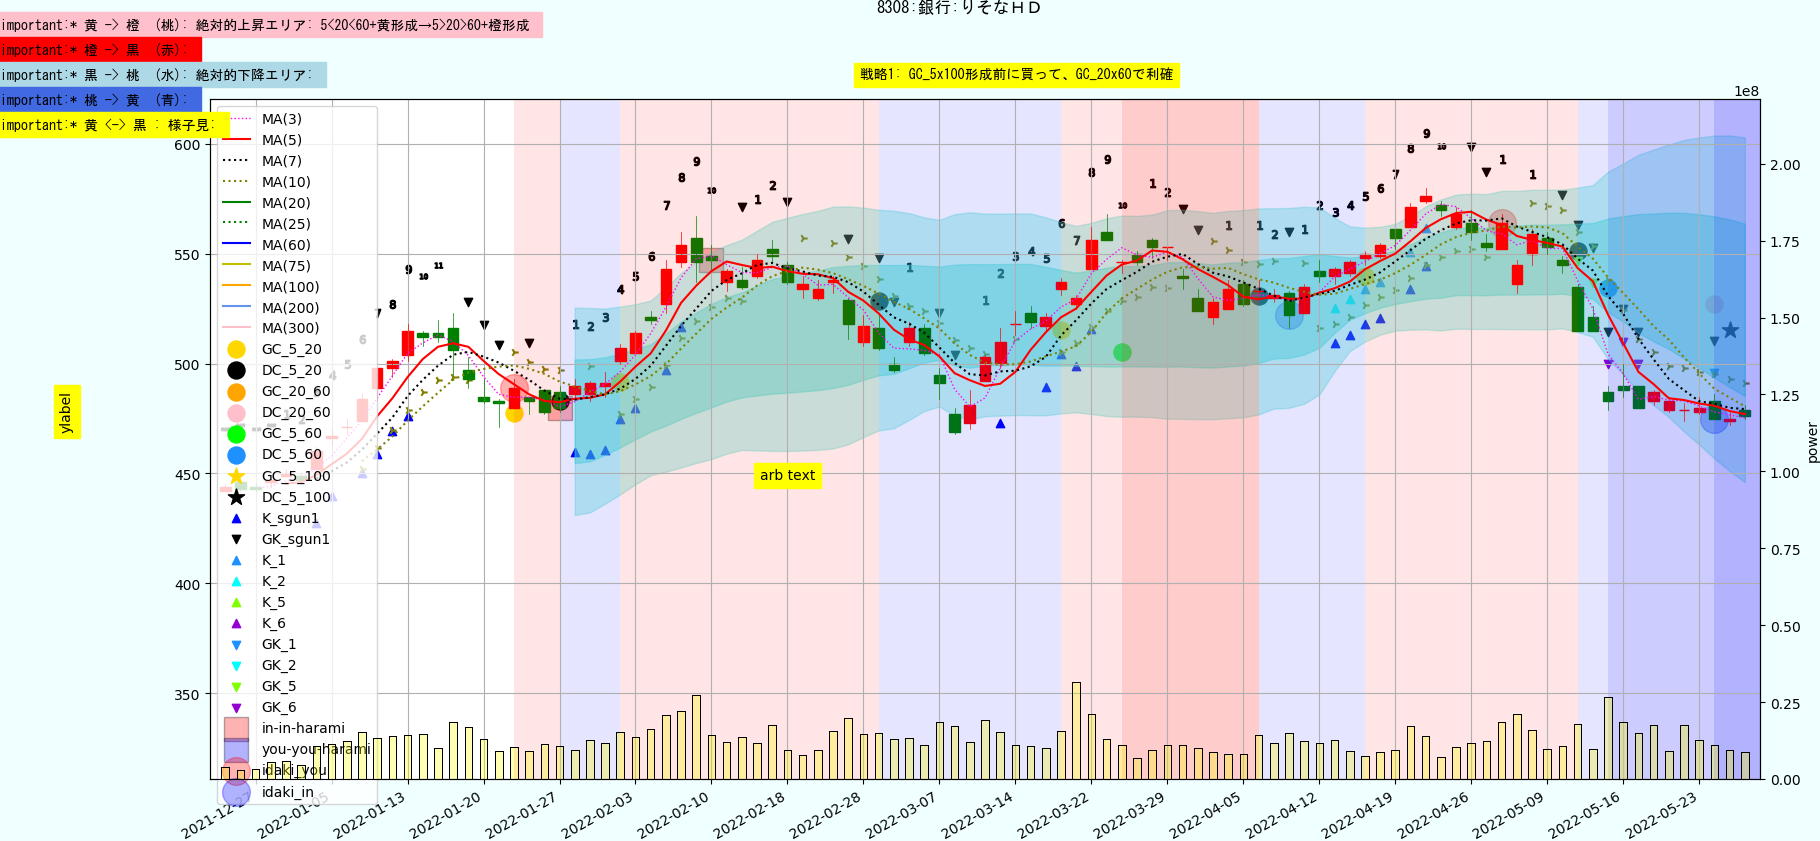 8308:銀行:りそなＨＤ
important:* 黄 -> 橙 （桃）: 絶対的上昇エリア: 5<20<60+黄形成→5>20>60+橙形成
important:* 橙 -> 黒 （赤）:
important:* 黒 -> 桃 （水）: 絶対的下降エリア:
戦略1: GC_5x100形成前に買って、GC_20x60で利確
important:* 桃 -> 黄 （青）:
important:* 黄 <-> 黒 : 様子見:
1e8
MA(3)
MA(5)
MA(7)
MA(10)
MA(20)
MA(25)
MA(60)
MA(75)
MA(100)
MA(200)
MA(300)
GC_5_20
DC_5_20
GC_20_60
DC_20_60
GC_5_60
DC_5_60
GC_5_100
DC_5_100
K_sgun1
GK_sgun1
K_1
K_2
K_5
K_6
GK_1
GK_2
GK_5
GK_6
in-in-harami
you-you-harami
idaki_you
idaki_in
600
550
500
450
400
350
ylabel
arb text
2.00
1.75
1.50
1.25
1.00
0.75
0.50
0.25
0.00
power
2021-12-27
2022-01-05
2022-01-13
2022-01-20
2022-01-27
2022-02-03
2022-02-10
2022-02-18
2022-02-28
2022-03-07
2022-03-14
2022-03-22
2022-03-29
2022-04-05
2022-04-12
2022-04-19
2022-04-26
2022-05-09
2022-05-16
2022-05-23